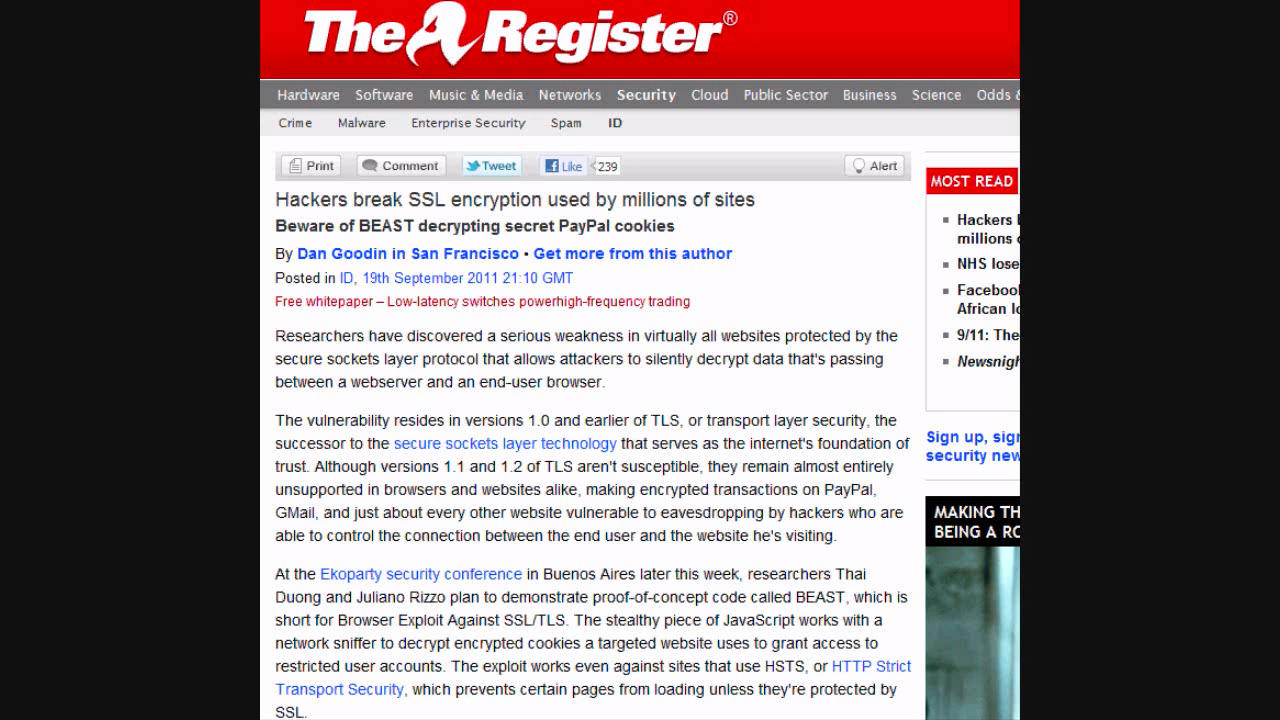 The Register®
Hardware Software Music & Media Networks Security Cloud Public Sector Business Science Odds &
Crime Malware Enterprise Security Spam ID
Print Comment Tweet Like 239 Alert
Hackers break SSL encryption used by millions of sites
Beware of BEAST decrypting secret PayPal cookies
By Dan Goodin in San Francisco • Get more from this author
Posted in ID, 19th September 2011 21:10 GMT
Free whitepaper – Low-latency switches powerhigh-frequency trading
Researchers have discovered a serious weakness in virtually all websites protected by the
secure sockets layer protocol that allows attackers to silently decrypt data that's passing
between a webserver and an end-user browser.
The vulnerability resides in versions 1.0 and earlier of TLS, or transport layer security, the
successor to the secure sockets layer technology that serves as the internet's foundation of
trust. Although versions 1.1 and 1.2 of TLS aren't susceptible, they remain almost entirely
unsupported in browsers and websites alike, making encrypted transactions on PayPal,
GMail, and just about every other website vulnerable to eavesdropping by hackers who are
able to control the connection between the end user and the website he's visiting.
At the Ekoparty security conference in Buenos Aires later this week, researchers Thai
Duong and Juliano Rizzo plan to demonstrate proof-of-concept code called BEAST, which is
short for Browser Exploit Against SSL/TLS. The stealthy piece of JavaScript works with a
network sniffer to decrypt encrypted cookies a targeted website uses to grant access to
restricted user accounts. The exploit works even against sites that use HSTS, or HTTP Strict
Transport Security, which prevents certain pages from loading unless they're protected by
SSL.
MOST READ
Hackers
millions
NHS lose
Facebook
African
9/11: The
Sign up,
security
MAKING
BEING A